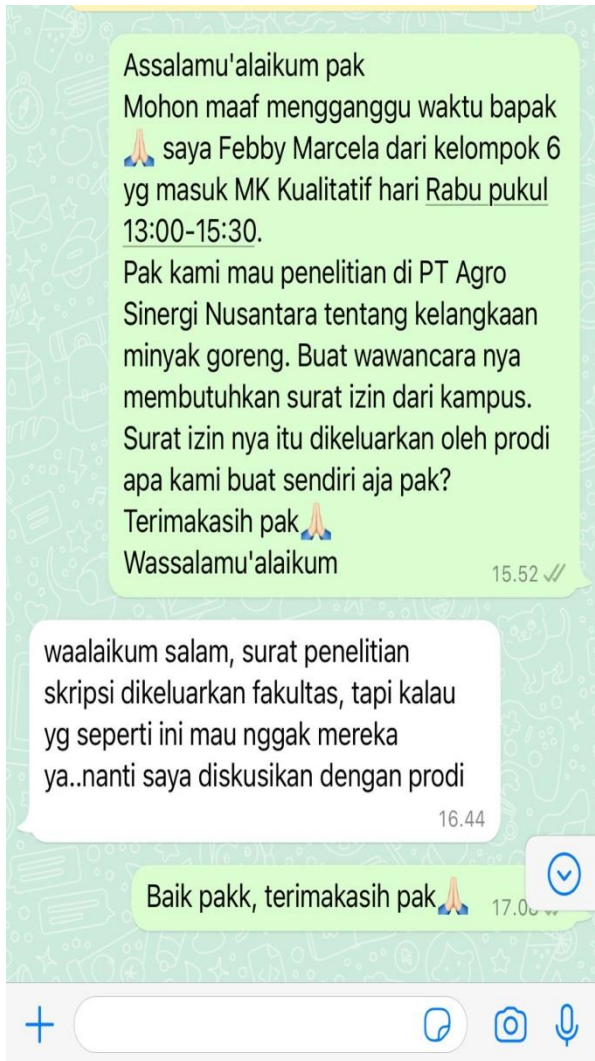 Assalamu'alaikum pak
Mohon maaf mengganggu waktu bapak
🙏🏻 saya Febby Marcela dari kelompok 6
yg masuk MK Kualitatif hari Rabu pukul
13:00-15:30.
Pak kami mau penelitian di PT Agro
Sinergi Nusantara tentang kelangkaan
minyak goreng. Buat wawancara nya
membutuhkan surat izin dari kampus.
Surat izin nya itu dikeluarkan oleh prodi
apa kami buat sendiri aja pak?
Terimakasih pak🙏🏻
Wassalamu'alaikum
15.52
waalaikum salam, surat penelitian
skripsi dikeluarkan fakultas, tapi kalau
yg seperti ini mau nggak mereka
ya..nanti saya diskusikan dengan prodi
16.44
Baik pakk, terimakasih pak🙏🏻